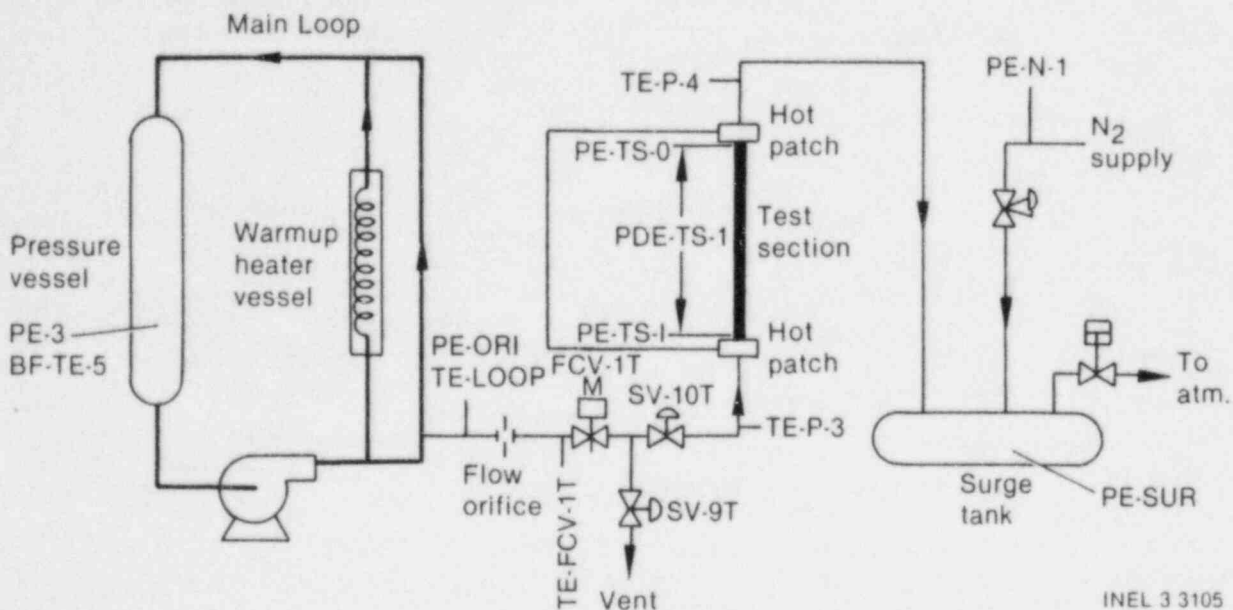 Main Loop
Pressure
vessel
PE-3
BF-TE-5
Warmup
heater
vessel
PE-ORI
TE-LOOP
FCV-1T
M
SV-10T
Flow
orifice
TE-FCV-1T
SV-9T
Vent
TE-P-3
TE-P-4
Hot
patch
PE-TS-0
PDE-TS-1
Test
section
PE-TS-I
Hot
patch
PE-N-1
N2
supply
To
atm.
Surge
tank
PE-SUR
INEL 3 3105